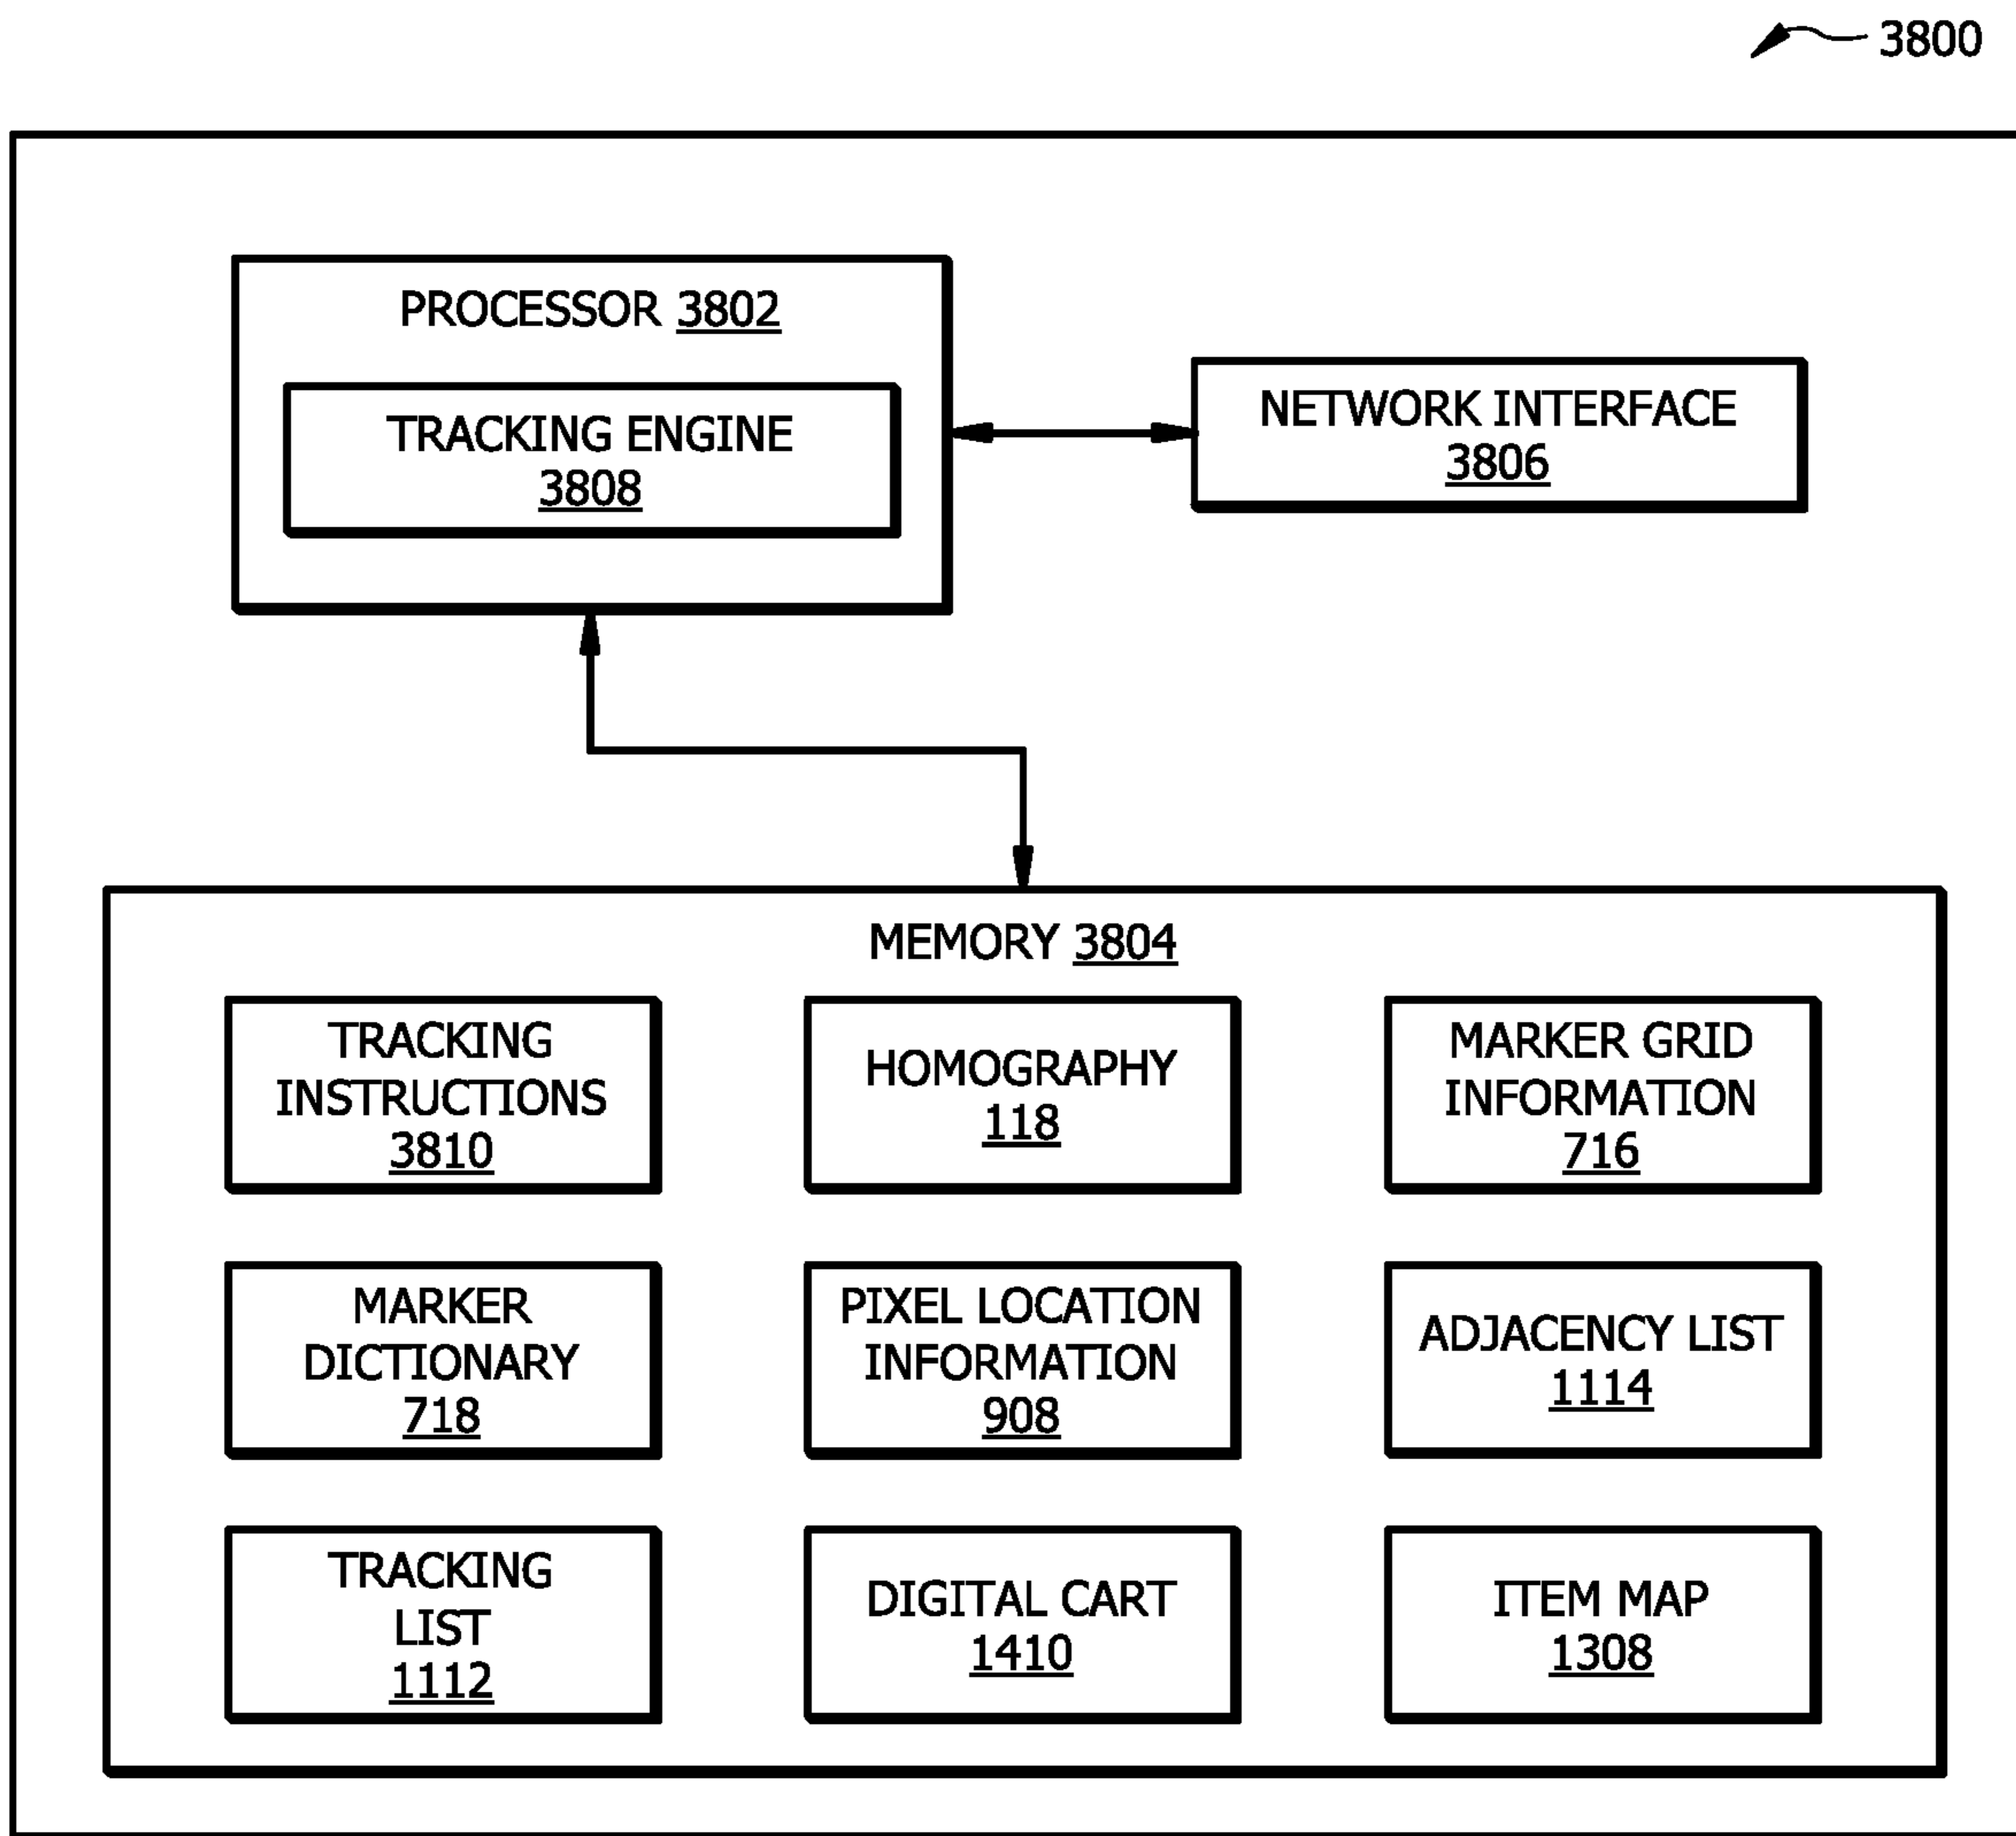 3800
PROCESSOR 3802
TRACKING ENGINE
3808
NETWORK INTERFACE
3806
MEMORY 3804
TRACKING
INSTRUCTIONS
3810
HOMOGRAPHY
118
MARKER GRID
INFORMATION
716
MARKER
DICTIONARY
718
PIXEL LOCATION
INFORMATION
908
ADJACENCY LIST
1114
TRACKING
LIST
1112
DIGITAL CART
1410
ITEM MAP
1308